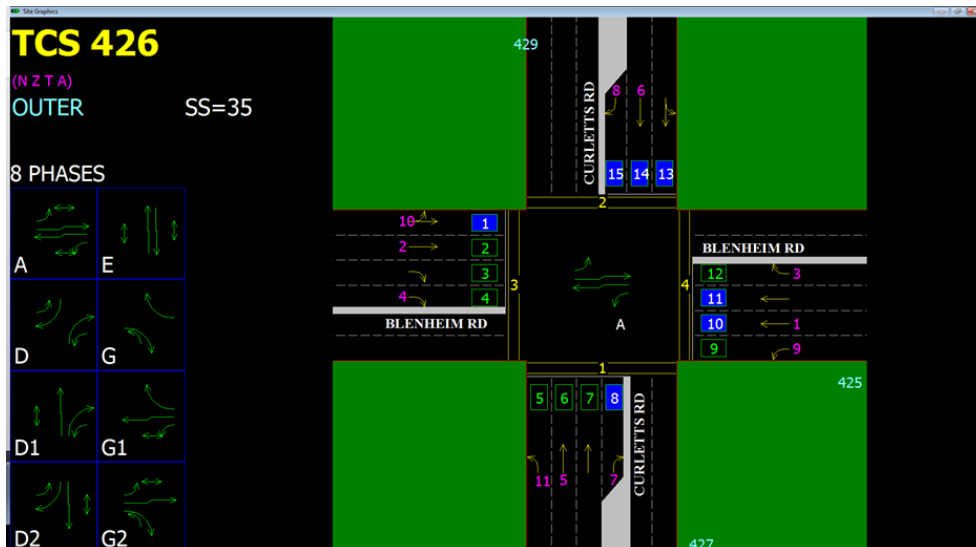 Site Graphics
TCS 426
(N Z T A)
OUTER SS=35
8 PHASES
A E
D G
D1 G1
D2 G2
429
CURLETTS RD
8 6
15 14 13
2
10 1
2 2
3
4 4
3
BLENHEIM RD
A
4
BLENHEIM RD
12 3
11
10 1
9 9
1
5 6 7 8
11 5 7
CURLETTS RD
425
427